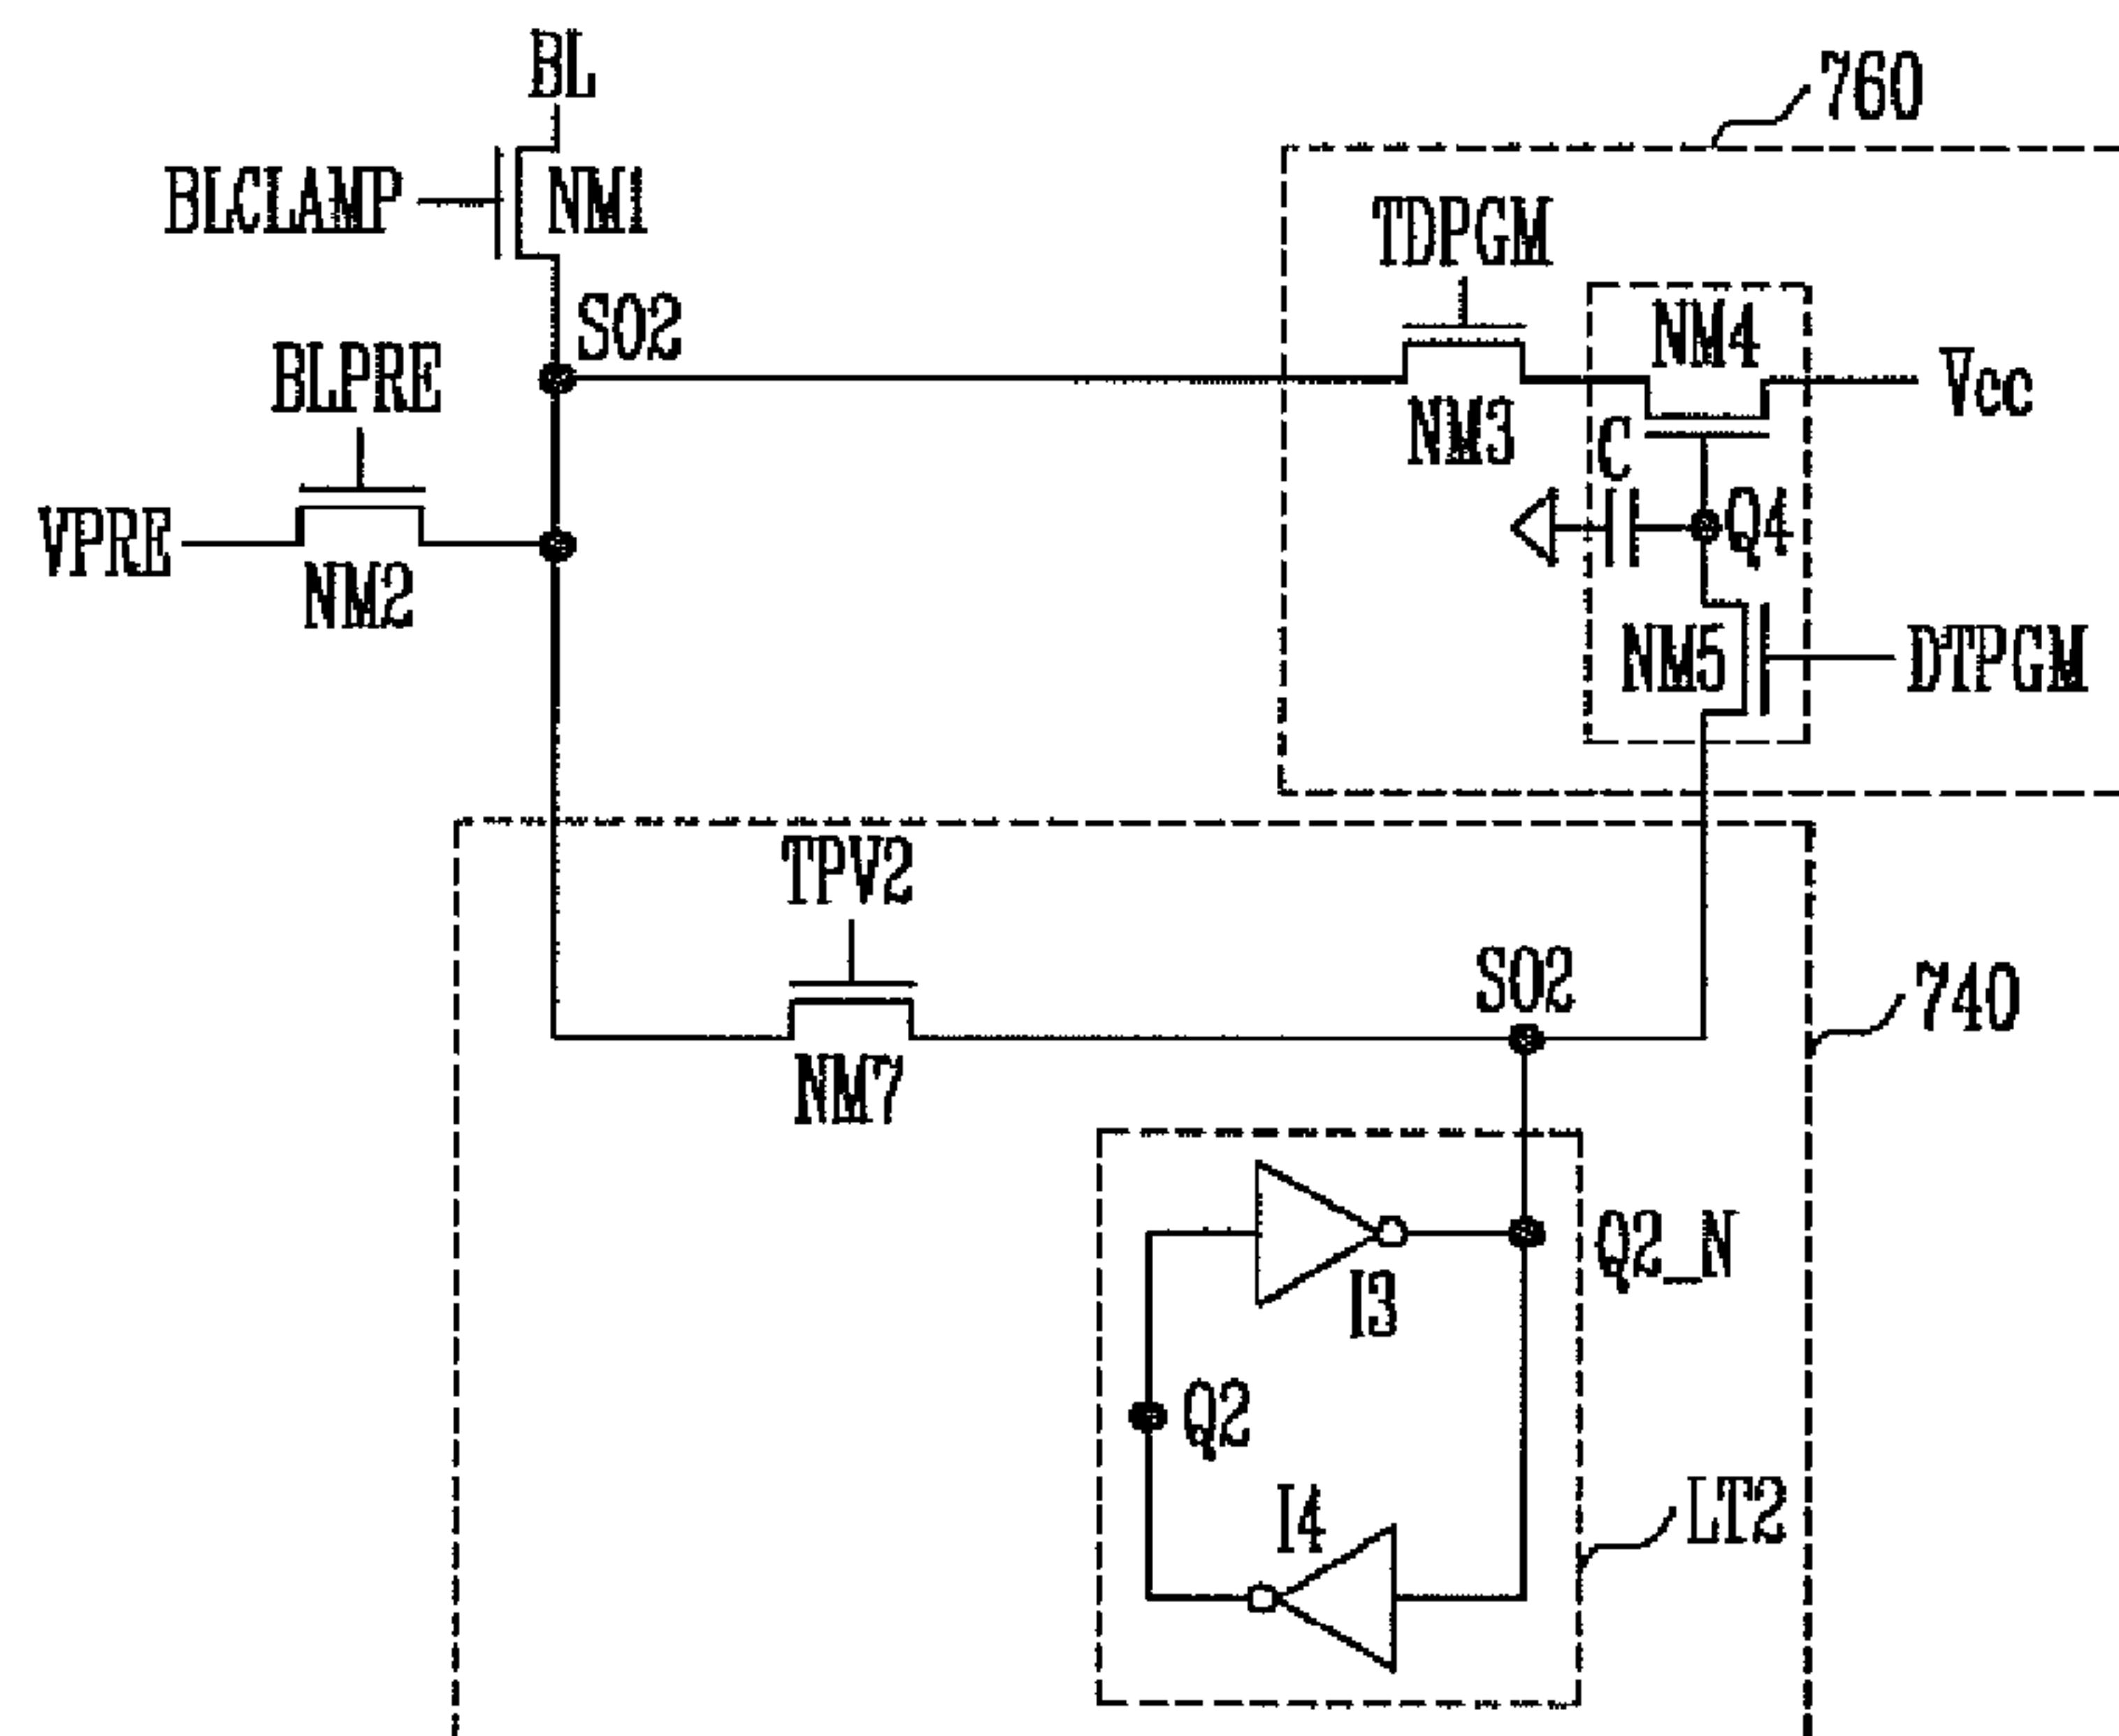 BL
760
BLCLAMP
NM1
TDPGM
SO2
NM4
BLPRE
Vcc
NM3
C
VPRE
Q4
NM2
NM5
DTPGM
TPV2
SO2
740
NM7
Q2_N
I3
Q2
I4
LT2